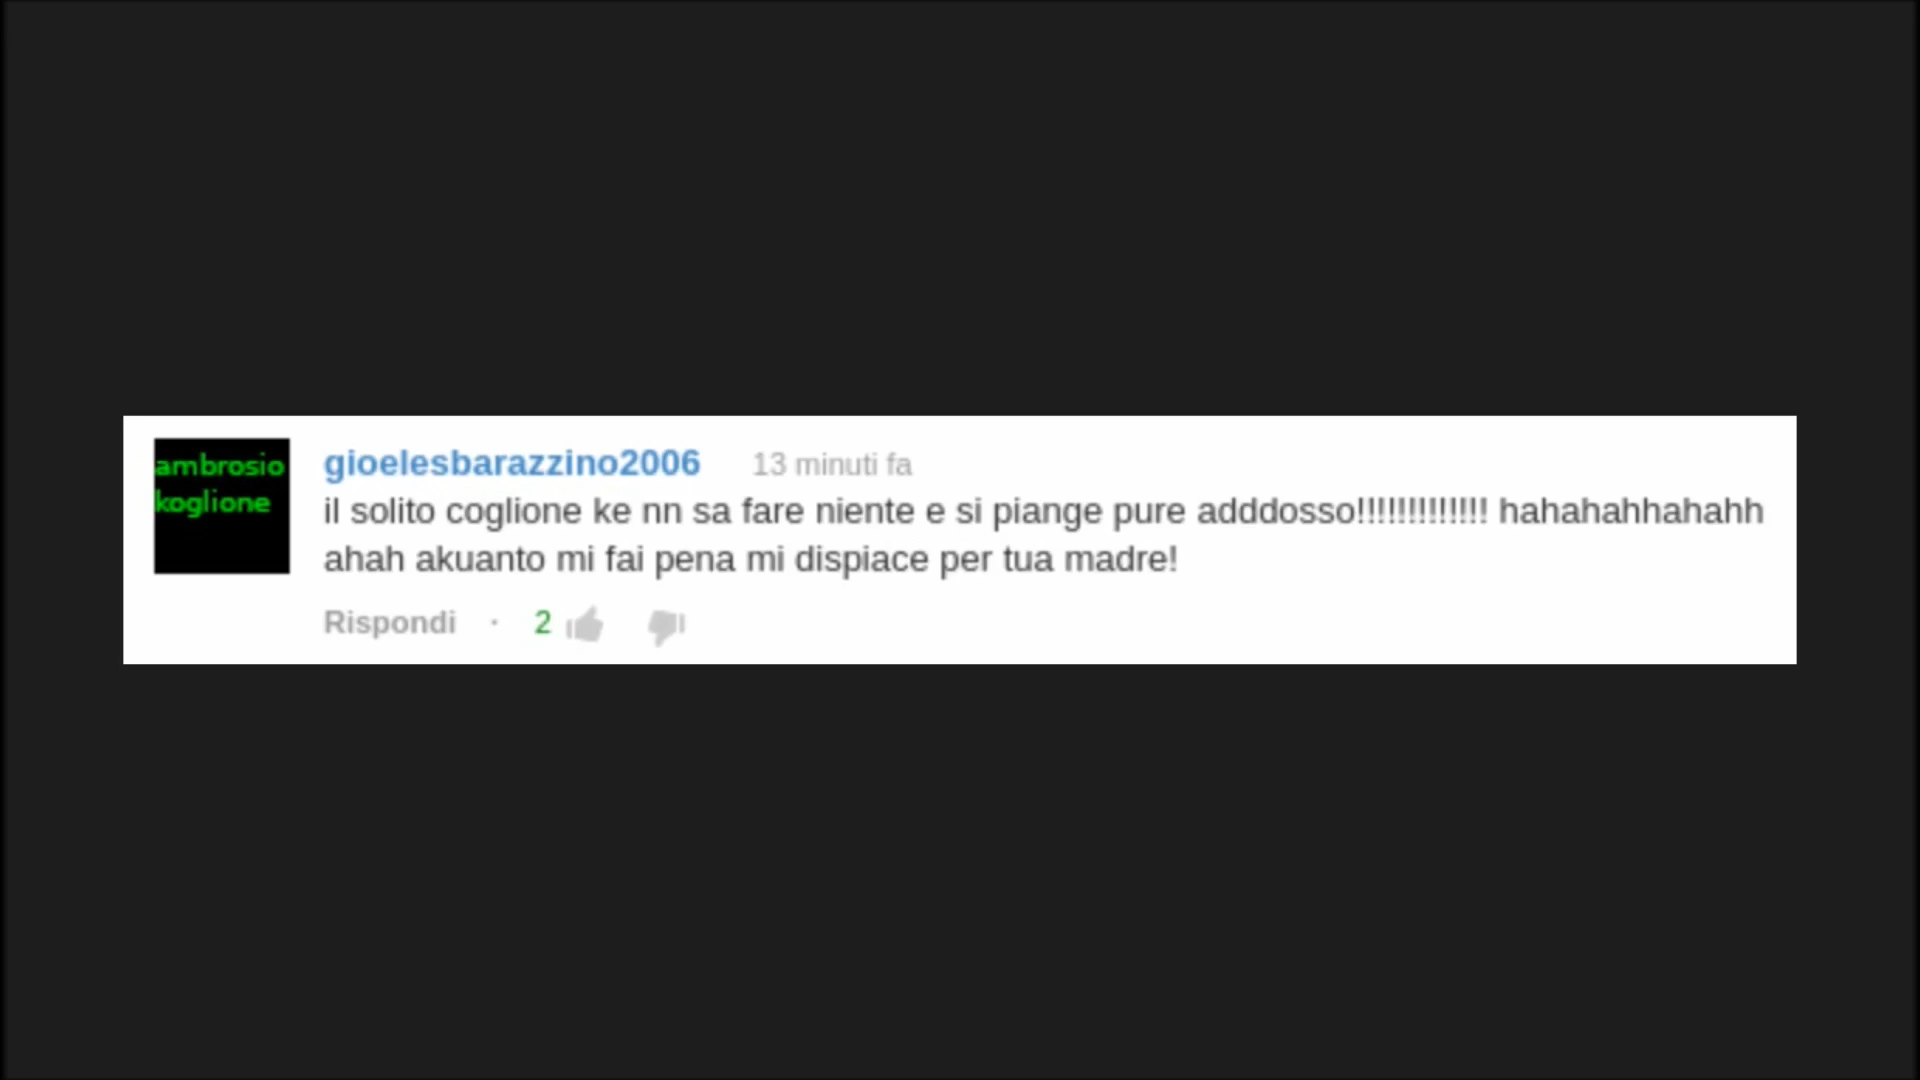 ambrosio
koglione
gioelesbarazzino2006 13 minuti fa
il solito coglione ke nn sa fare niente e si piange pure adddosso!!!!!!!!!!!!! hahahahhahahh
ahah akuanto mi fai pena mi dispiace per tua madre!
Rispondi · 2